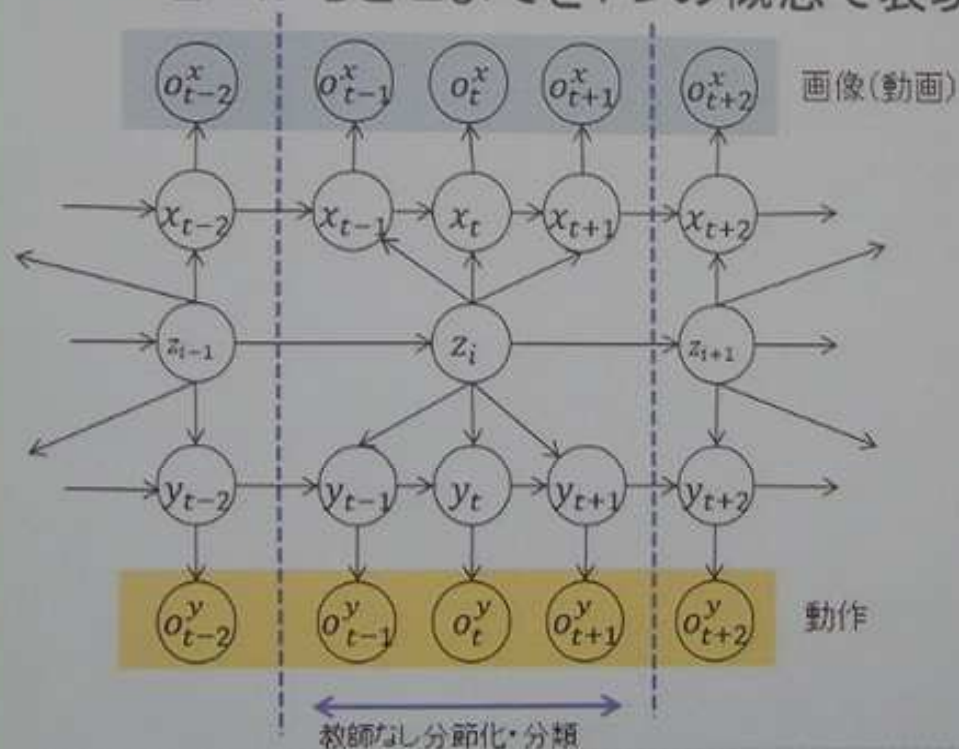 o^x_{t-2} o^x_{t-1} o^x_t o^x_{t+1} o^x_{t+2} 画像(動画)
x_{t-2} x_{t-1} x_t x_{t+1} x_{t+2}
z_{i-1} z_i z_{i+1}
y_{t-2} y_{t-1} y_t y_{t+1} y_{t+2}
o^y_{t-2} o^y_{t-1} o^y_t o^y_{t+1} o^y_{t+2} 動作
教師なし分節化・分類